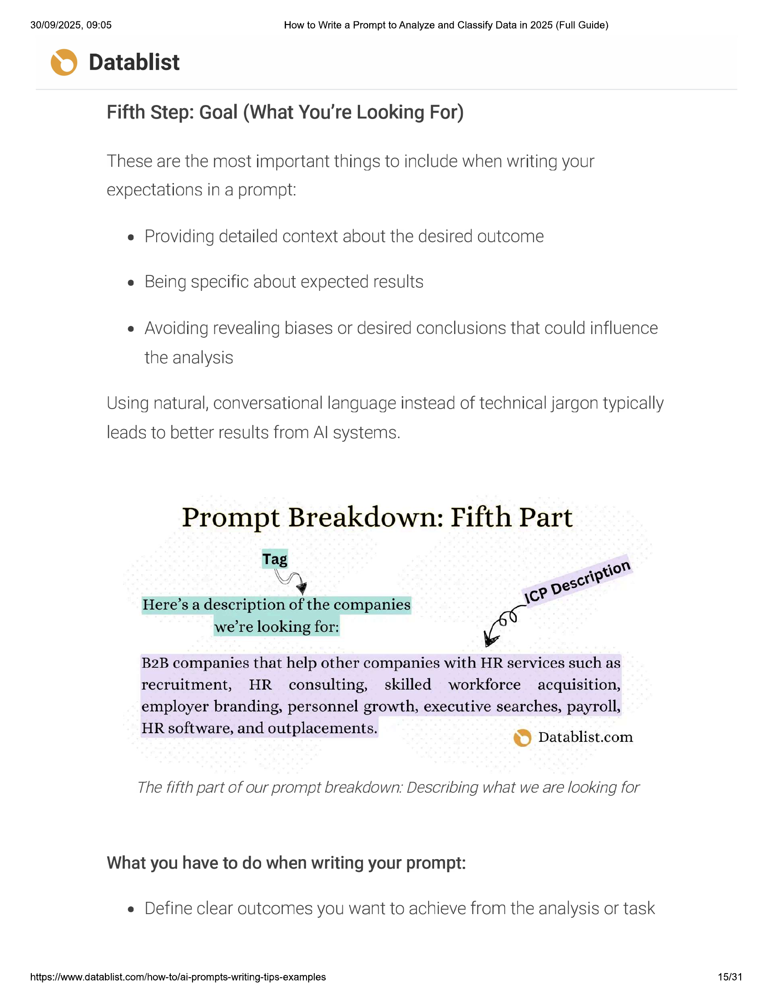 30/09/2025, 09:05
How to Write a Prompt to Analyze and Classify Data in 2025 (Full Guide)
Datablist
Fifth Step: Goal (What You’re Looking For)
These are the most important things to include when writing your
expectations in a prompt:
• Providing detailed context about the desired outcome
• Being specific about expected results
• Avoiding revealing biases or desired conclusions that could influence
the analysis
Using natural, conversational language instead of technical jargon typically
leads to better results from AI systems.
Prompt Breakdown: Fifth Part
Tag
ICP Description
Here’s a description of the companies
we’re looking for:
B2B companies that help other companies with HR services such as
recruitment, HR consulting, skilled workforce acquisition,
employer branding, personnel growth, executive searches, payroll,
HR software, and outplacements.
Datablist.com
The fifth part of our prompt breakdown: Describing what we are looking for
What you have to do when writing your prompt:
• Define clear outcomes you want to achieve from the analysis or task
https://www.datablist.com/how-to/ai-prompts-writing-tips-examples
15/31